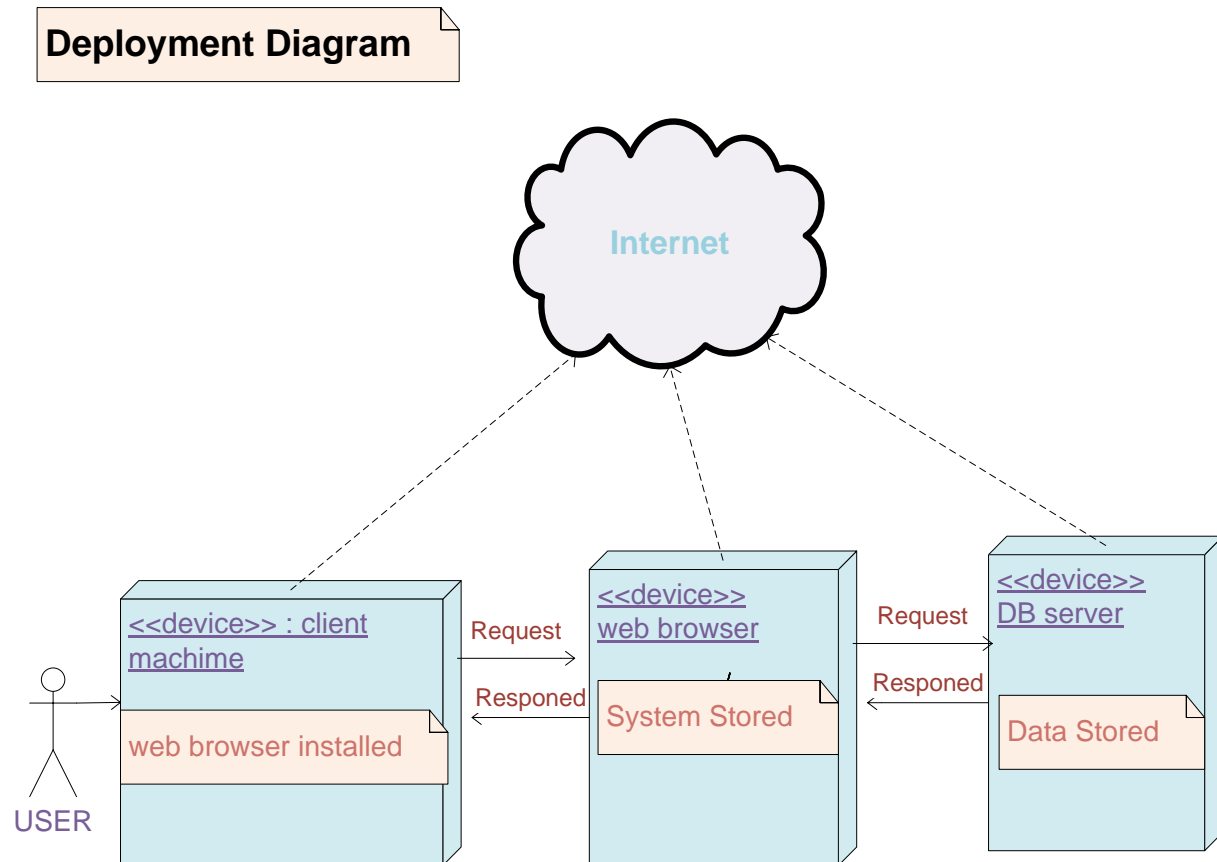 Deployment Diagram
Internet
<<device>> : client
machime
web browser installed
USER
Request
Responed
<<device>>
web browser
System Stored
Request
Responed
<<device>>
DB server
Data Stored